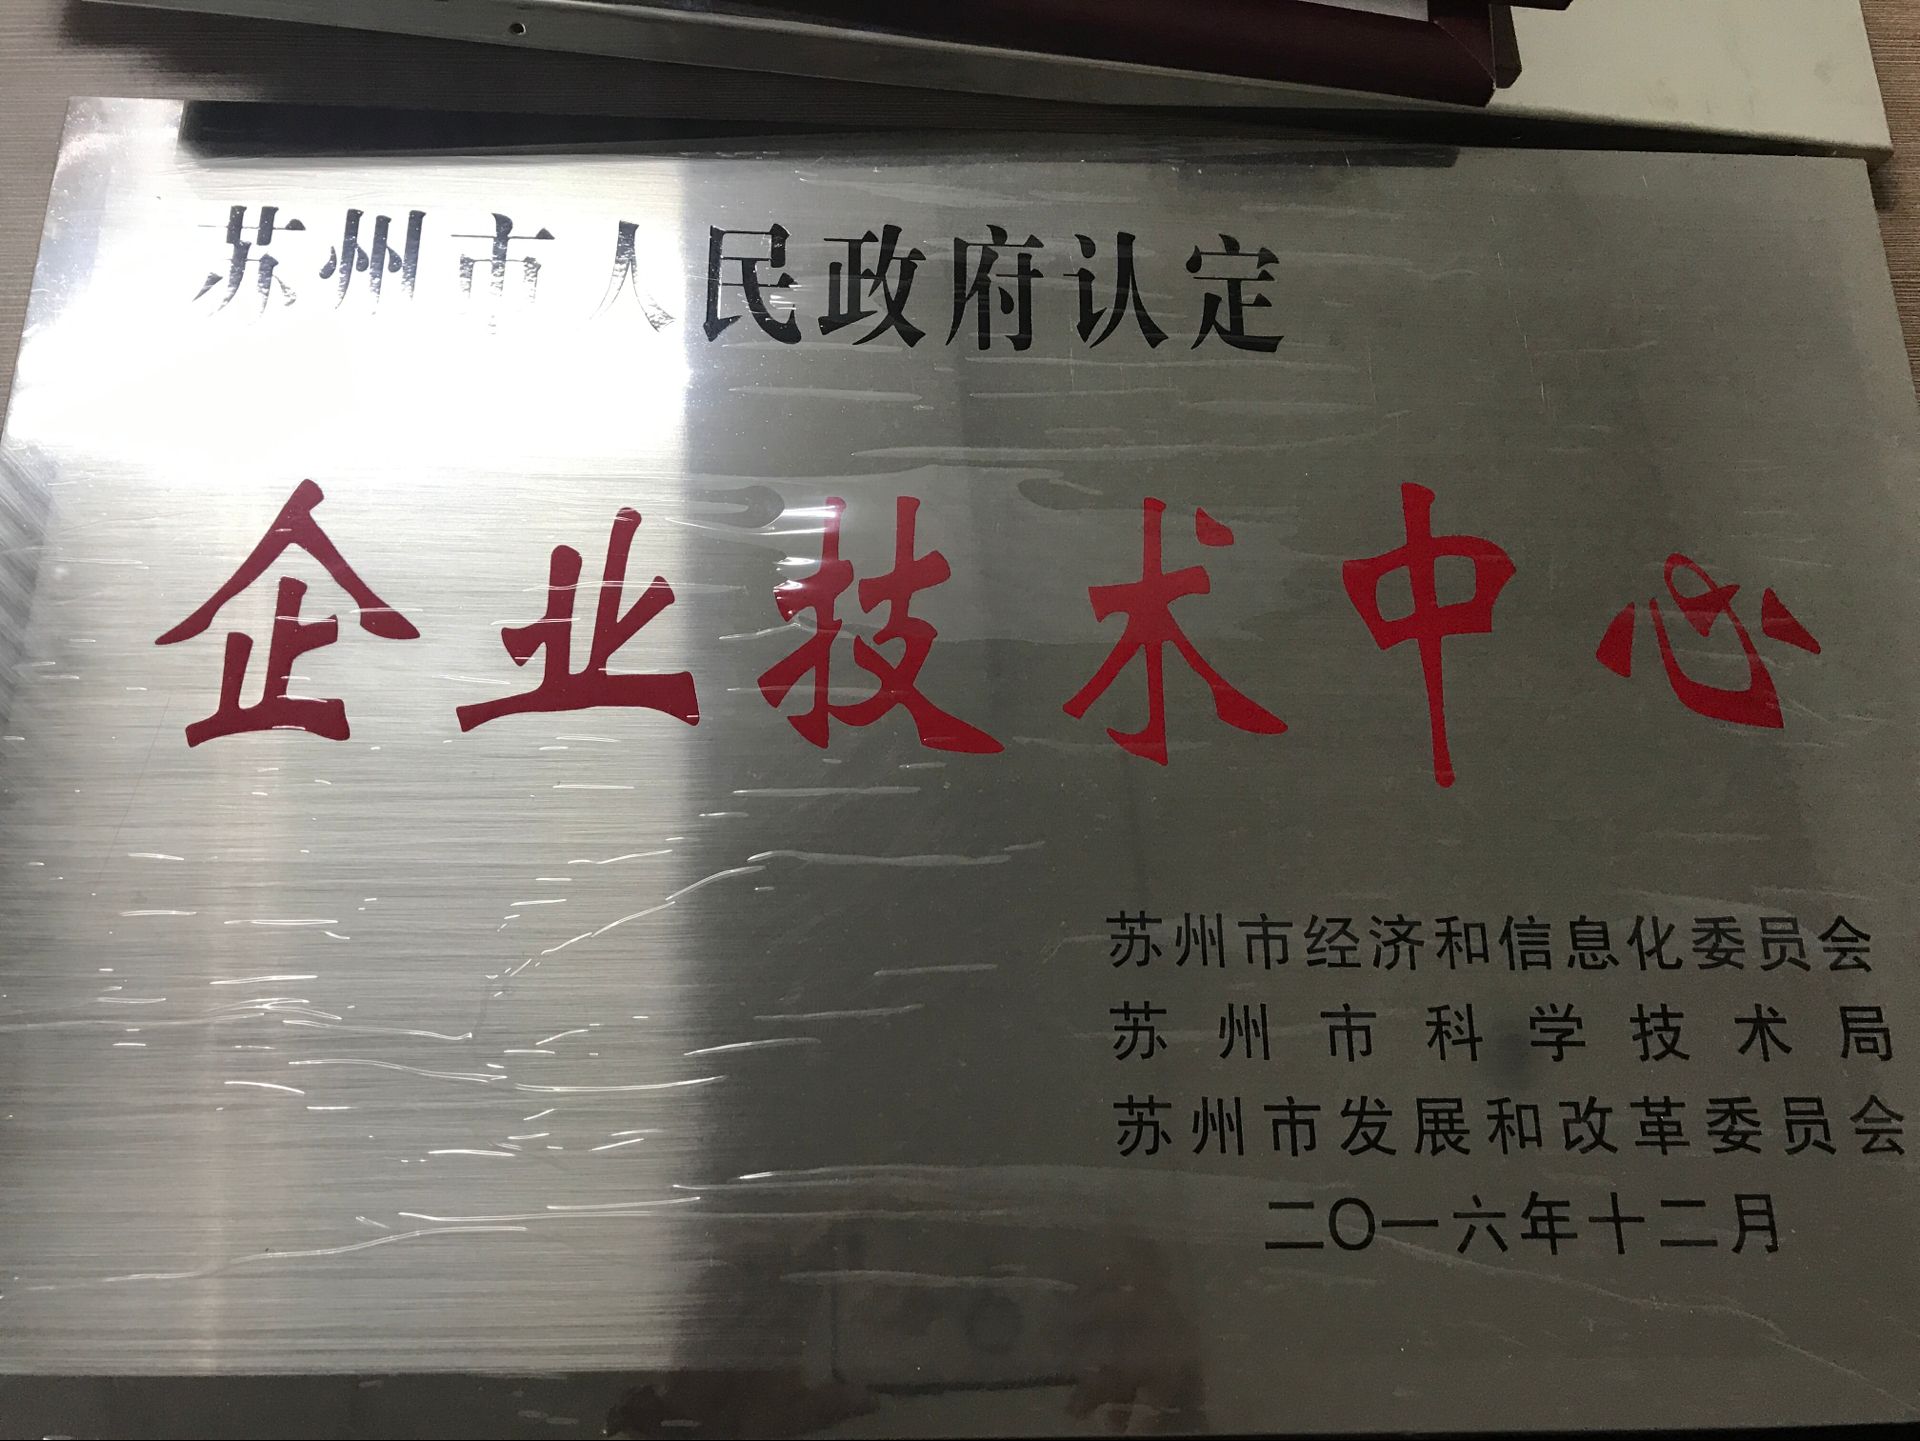 苏州市人民政府认定
企业技术中心
苏州市经济和信息化委员会
苏州市科学技术局
苏州市发展和改革委员会
二〇一六年十二月